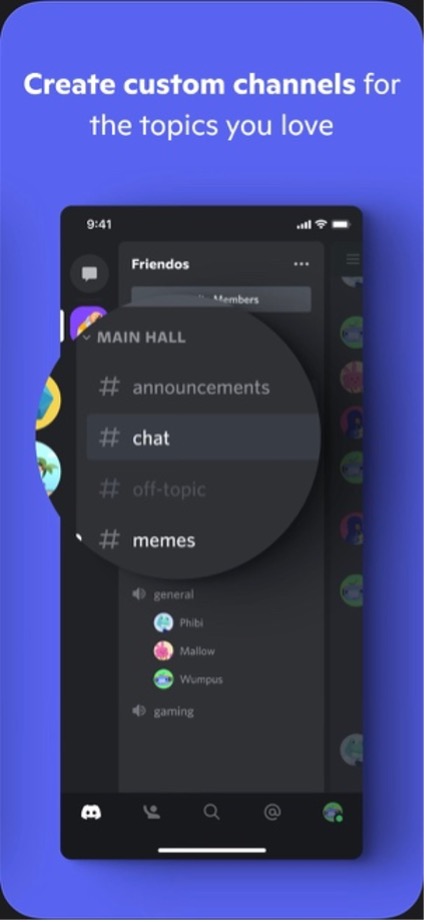 Create custom channels for
the topics you love
9:41
Friendos
Members
MAIN HALL
# announcements
# chat
# off-topic
# memes
general
Phibi
Mallow
Wumpus
gaming